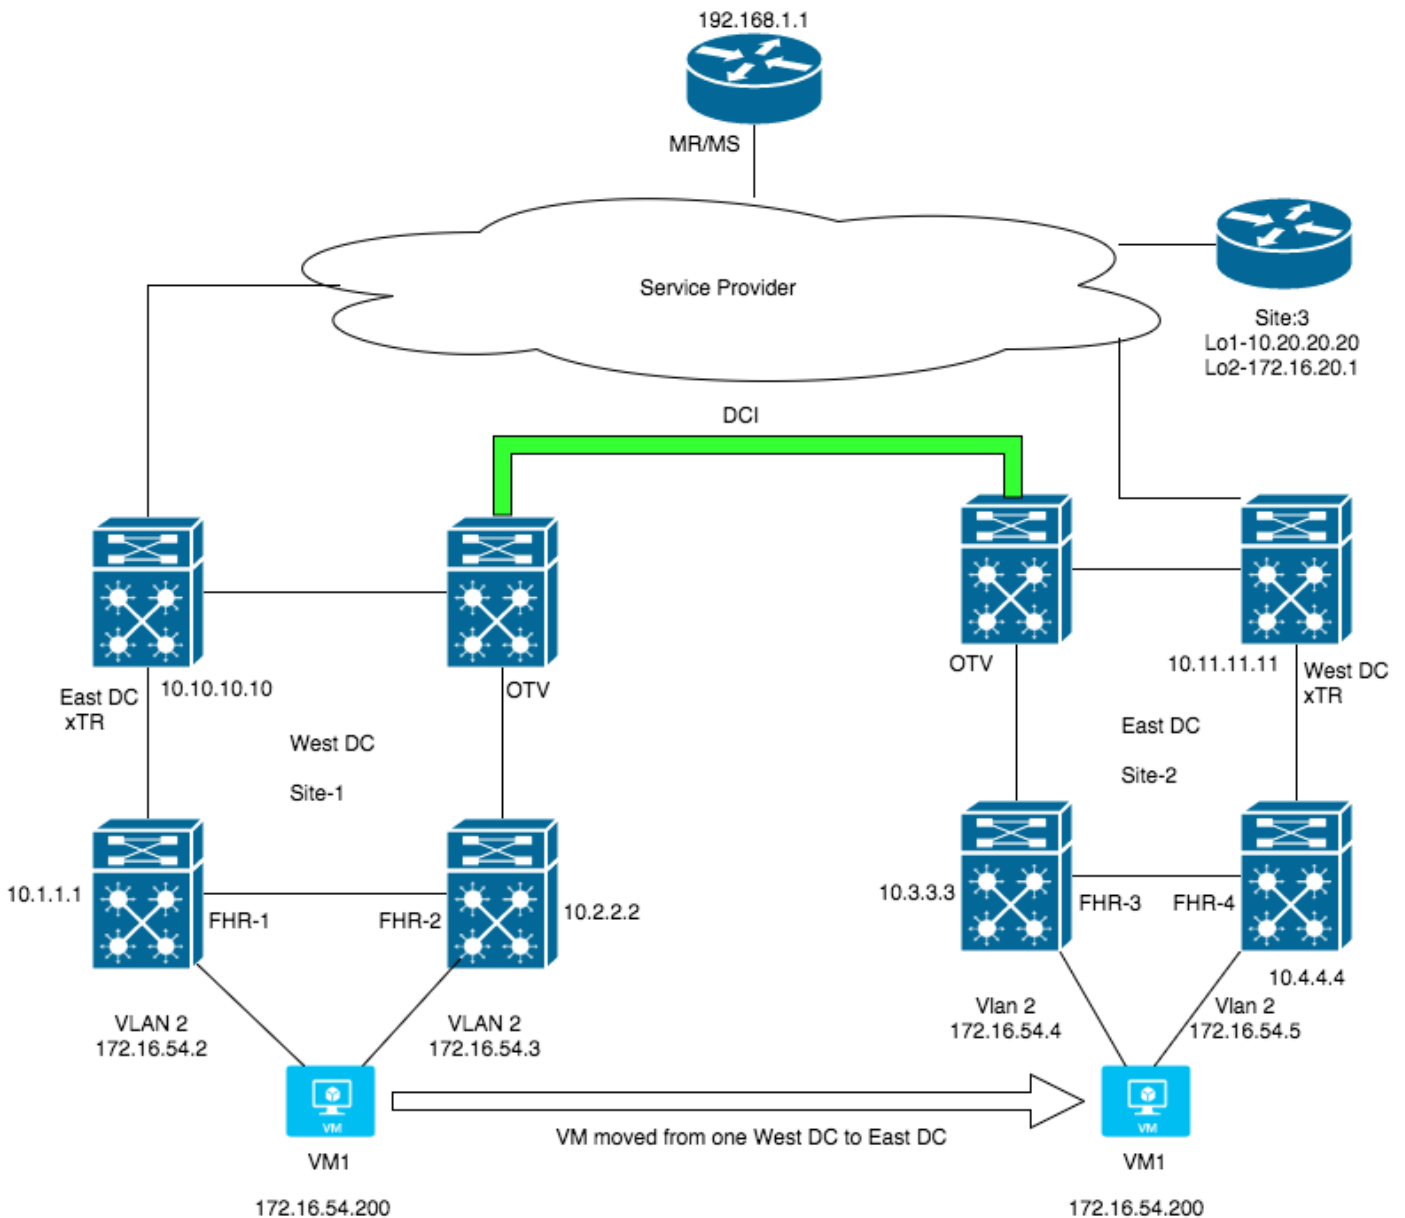 192.168.1.1
MR/MS
Service Provider
Site:3
Lo1-10.20.20.20
Lo2-172.16.20.1
DCI
East DC
xTR
10.10.10.10
OTV
OTV
10.11.11.11
West DC
xTR
West DC
Site-1
East DC
Site-2
10.1.1.1
FHR-1
FHR-2
10.2.2.2
10.3.3.3
FHR-3
FHR-4
10.4.4.4
VLAN 2
172.16.54.2
VLAN 2
172.16.54.3
Vlan 2
172.16.54.4
Vlan 2
172.16.54.5
VM
VM
VM moved from one West DC to East DC
VM1
172.16.54.200
VM1
172.16.54.200